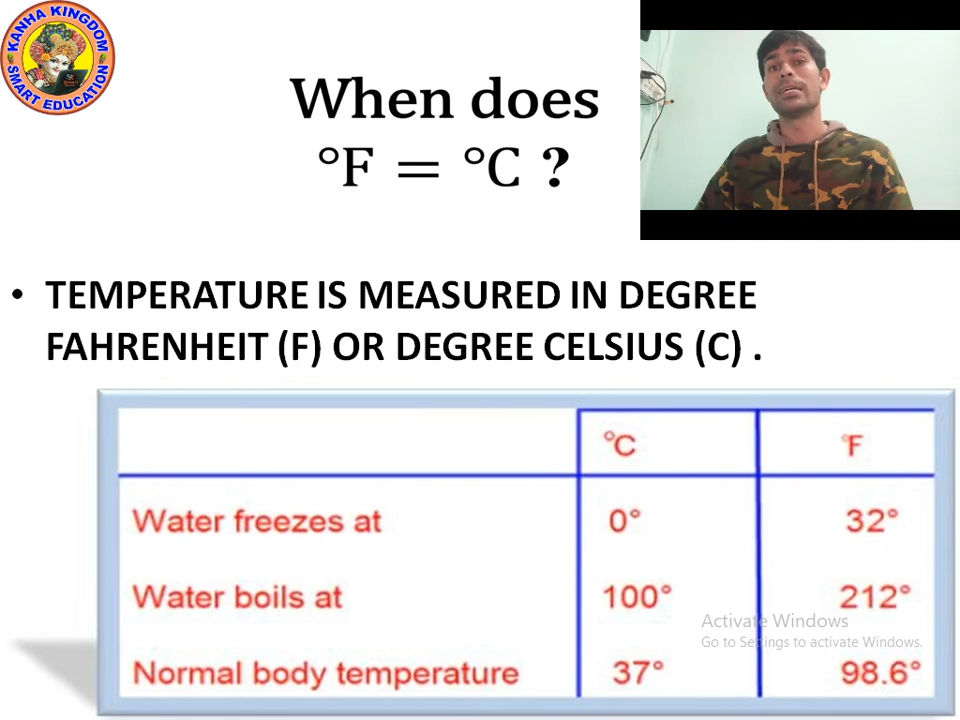 KANHA KINGDOM
SMART EDUCATION
When does
°F = °C ?
• TEMPERATURE IS MEASURED IN DEGREE
FAHRENHEIT (F) OR DEGREE CELSIUS (C) .
°C °F
Water freezes at 0° 32°
Water boils at 100° 212°
Activate Windows
Go to Settings to activate Windows.
Normal body temperature 37° 98.6°